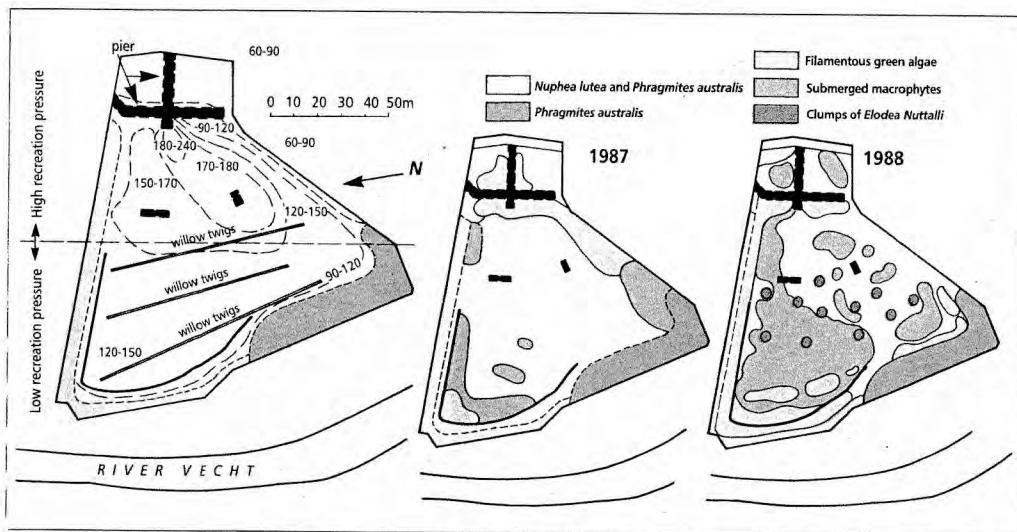 pier
60-90
0 10 20 30 40 50m
90-120
180-240
60-90
170-180
150-170
N
120-150
willow twigs
willow twigs
90-120
willow twigs
120-150
High recreation pressure
Low recreation pressure
RIVER VECHT
Nuphea lutea and Phragmites australis
Phragmites australis
1987
Filamentous green algae
Submerged macrophytes
Clumps of Elodea Nuttalli
1988